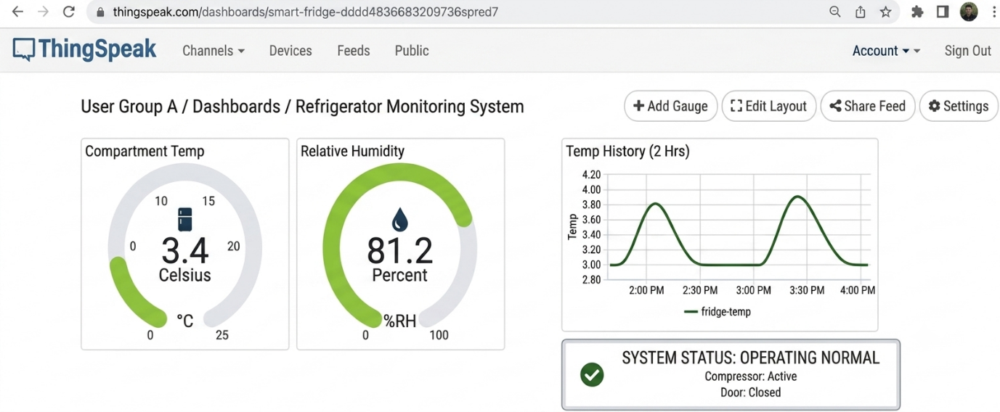 thingspeak.com/dashboards/smart-fridge-dddd4836683209736spred7
ThingSpeak
Channels
Devices
Feeds
Public
Account
Sign Out
User Group A / Dashboards / Refrigerator Monitoring System
Add Gauge
Edit Layout
Share Feed
Settings
Compartment Temp
10
15
0
3.4
20
Celsius
°C
0
25
Relative Humidity
81.2
Percent
%RH
0
100
Temp History (2 Hrs)
Temp
4.20
4.00
3.80
3.60
3.40
3.20
3.00
2.80
2:00 PM
2:30 PM
3:00 PM
3:30 PM
4:00 PM
fridge-temp
SYSTEM STATUS: OPERATING NORMAL
Compressor: Active
Door: Closed